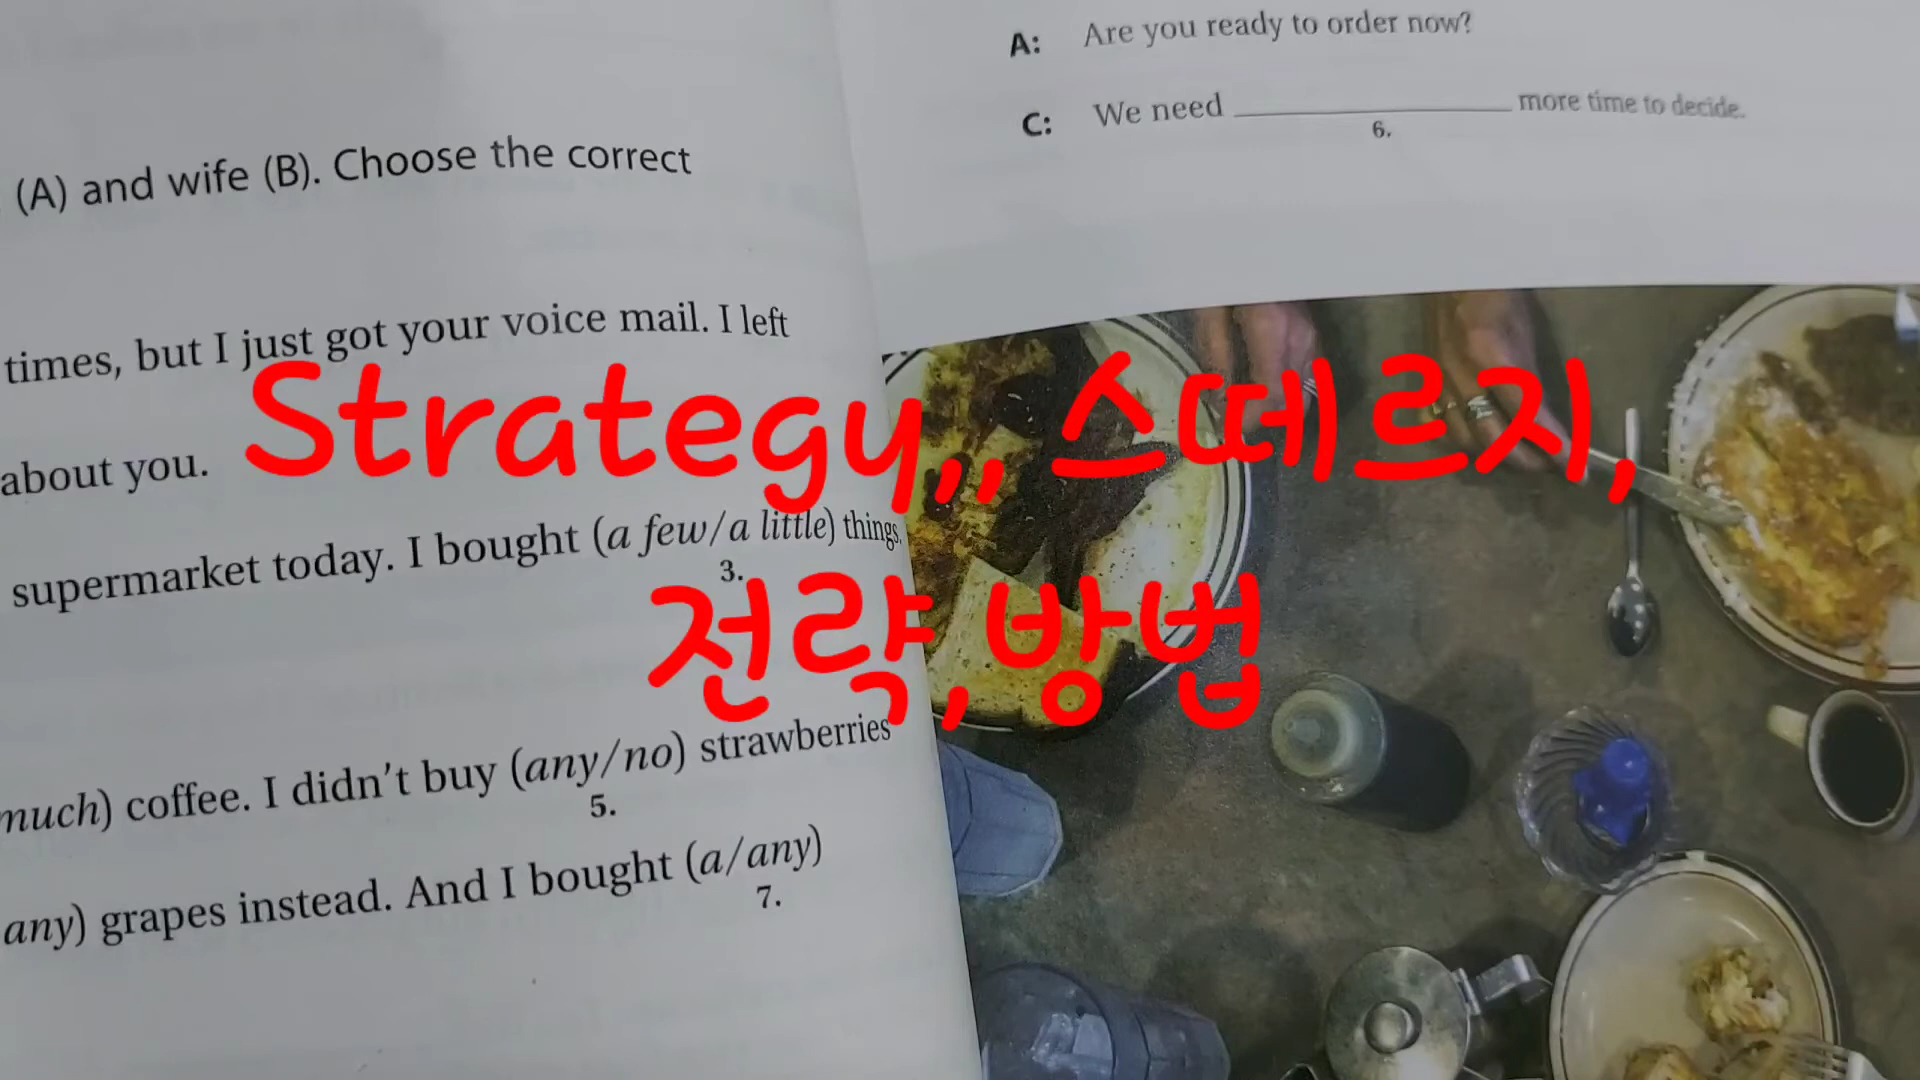 (A) and wife (B). Choose the correct
times, but I just got your voice mail. I left
about you.
supermarket today. I bought (a few/a little) things,
3.
much) coffee. I didn't buy (any/no) strawberries
5.
any) grapes instead. And I bought (a/any)
7.
A: Are you ready to order now?
C: We need ____________ more time to decide.
6.
Strategy,, 스떼르지,
전략,방법